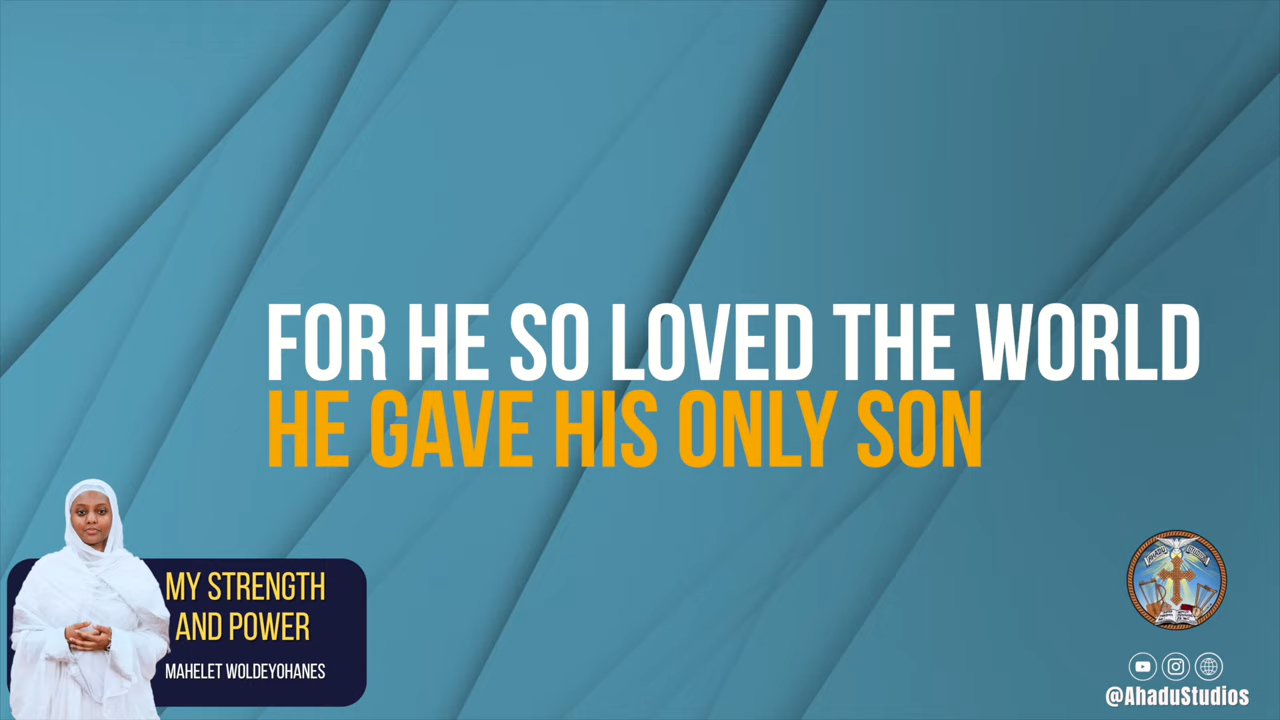 FOR HE SO LOVED THE WORLD
HE GAVE HIS ONLY SON
MY STRENGTH
AND POWER
MAHELET WOLDEYOHANES
@AhaduStudios